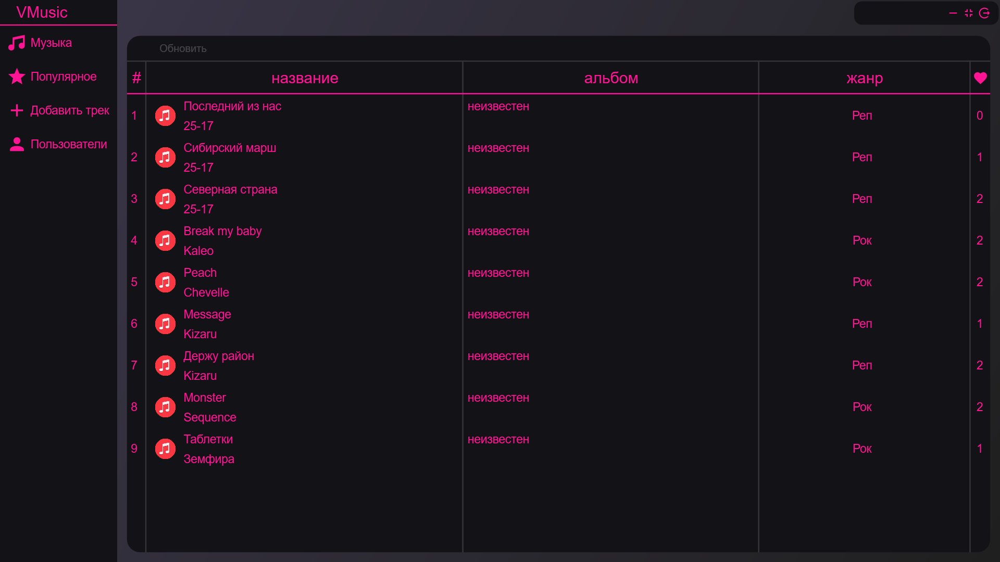 VMusic
Музыка
Популярное
Добавить трек
Пользователи
Обновить
# название альбом жанр
1 Последний из нас неизвестен Реп 0
25-17
2 Сибирский марш неизвестен Реп 1
25-17
3 Северная страна неизвестен Реп 2
25-17
4 Break my baby неизвестен Рок 2
Kaleo
5 Peach неизвестен Рок 2
Chevelle
6 Message неизвестен Реп 1
Kizaru
7 Держу район неизвестен Реп 2
Kizaru
8 Monster неизвестен Рок 2
Sequence
9 Таблетки неизвестен Рок 1
Земфира